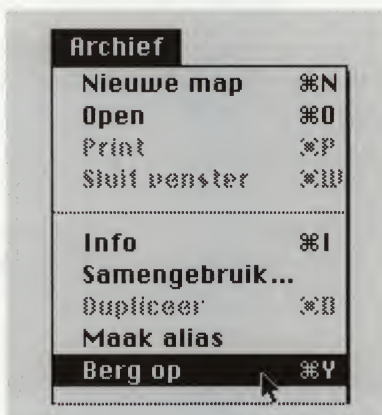 Archief
Nieuwe map ⌘N
Open ⌘O
Print ⌘P
Sluit venster ⌘W
Info ⌘I
Samengebruik...
Dupliceer ⌘D
Maak alias
Berg op ⌘Y